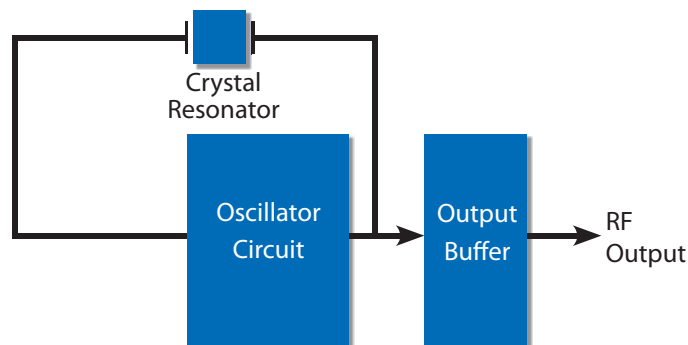 Crystal
Resonator
Oscillator
Circuit
Output
Buffer
RF
Output